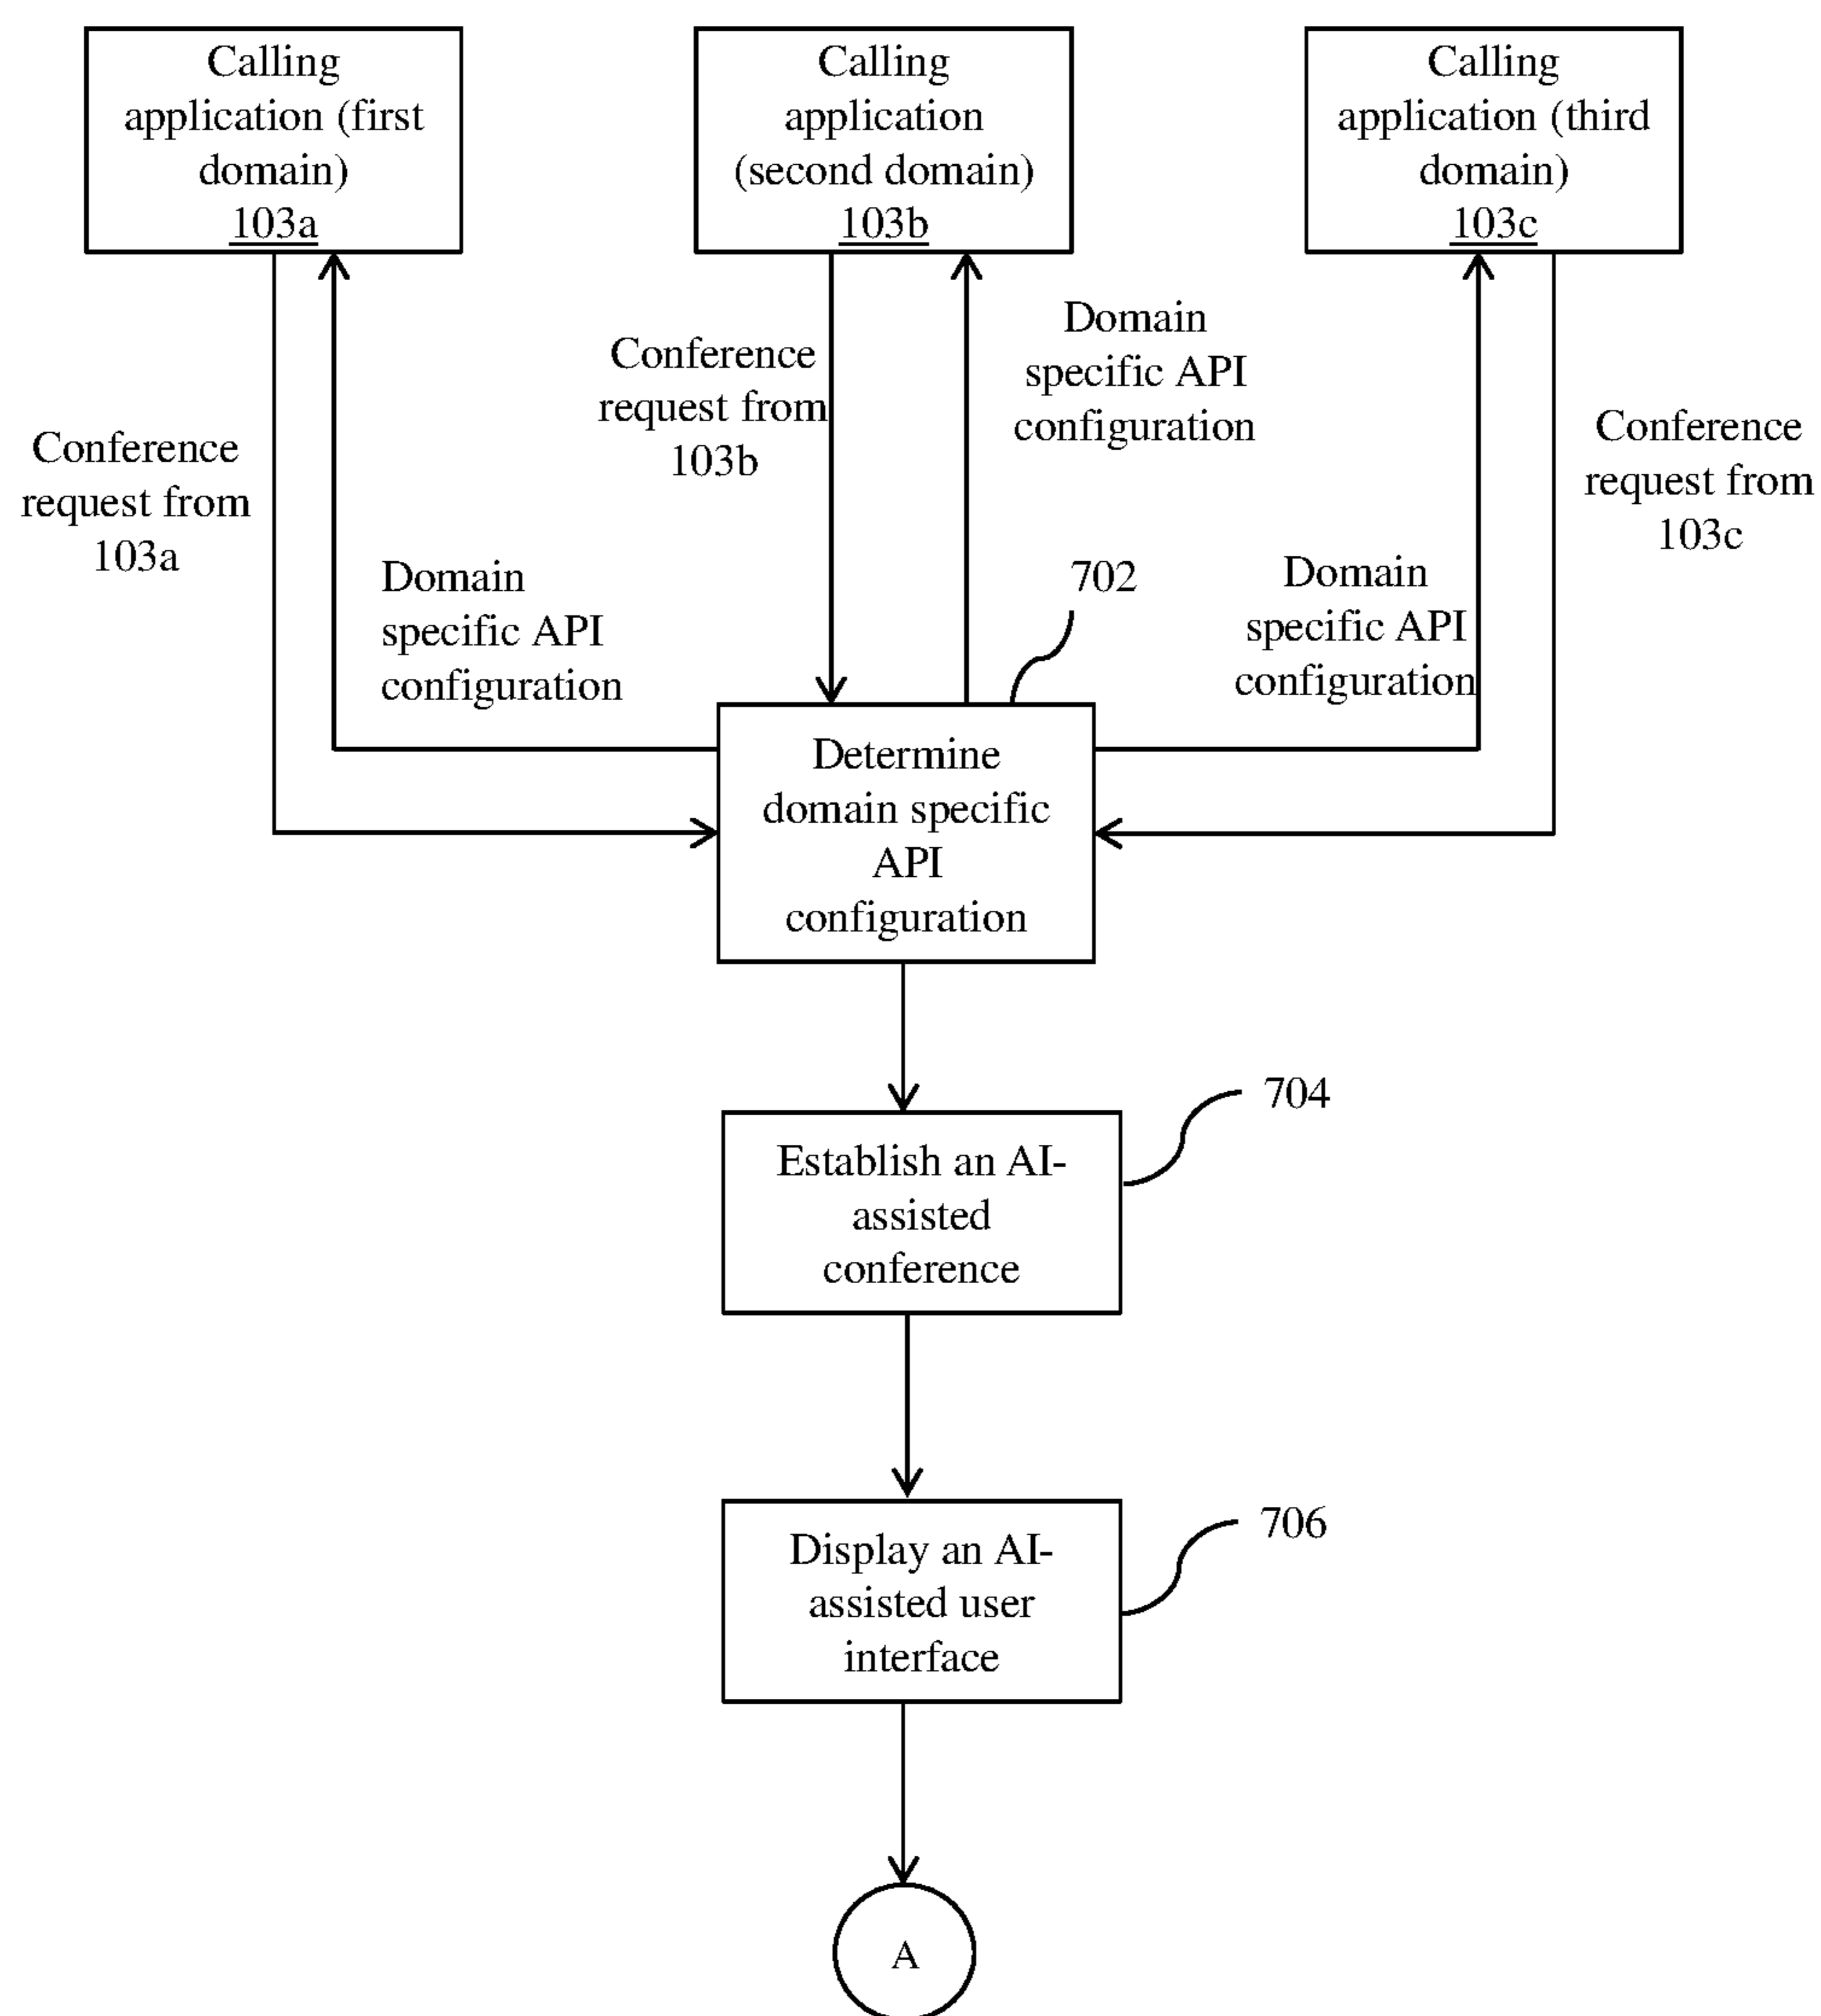 Calling
application (first
domain)
103a
Calling
application
(second domain)
103b
Calling
application (third
domain)
103c
Conference
request from
103a
Domain
specific API
configuration
Conference
request from
103b
Domain
specific API
configuration
Domain
specific API
configuration
Conference
request from
103c
702
Determine
domain specific
API
configuration
704
Establish an AI-
assisted
conference
706
Display an AI-
assisted user
interface
A